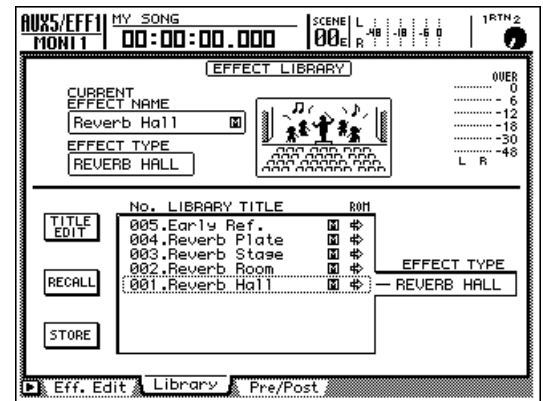 AUX5/EFF1 MY SONG SCENE L 1RTN2
MONI1 00:00:00.000 00E R -48 -18 -6 0
EFFECT LIBRARY
OVER
CURRENT
EFFECT NAME
Reverb Hall M
EFFECT TYPE
REVERB HALL
0
- 6
-12
-18
-30
-48
L R
No. LIBRARY TITLE ROM
TITLE
EDIT
005.Early Ref. M
004.Reverb Plate M
003.Reverb Stage M
002.Reverb Room M
001.Reverb Hall M
EFFECT TYPE
REVERB HALL
RECALL
STORE
Eff. Edit Library Pre/Post